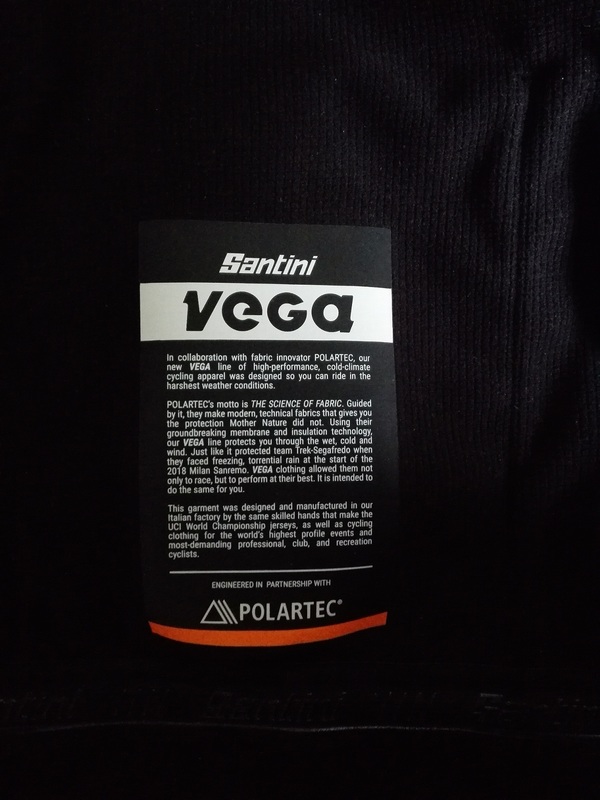 Santini
vega
In collaboration with fabric innovator POLARTEC, our
new VEGA line of high-performance, cold-climate
cycling apparel was designed so you can ride in the
harshest weather conditions.
POLARTEC's motto is THE SCIENCE OF FABRIC. Guided
by it, they make modern, technical fabrics that gives you
the protection Mother Nature did not. Using their
groundbreaking membrane and insulation technology,
our VEGA line protects you through the wet, cold and
wind. Just like it protected team Trek-Segafredo when
they faced freezing, torrential rain at the start of the
2018 Milan Sanremo. VEGA clothing allowed them not
only to race, but to perform at their best. It is intended to
do the same for you.
This garment was designed and manufactured in our
Italian factory by the same skilled hands that make the
UCI World Championship jerseys, as well as cycling
clothing for the world's highest profile events and
most-demanding professional, club, and recreation
cyclists.
ENGINEERED IN PARTNERSHIP WITH
POLARTEC®
Santini